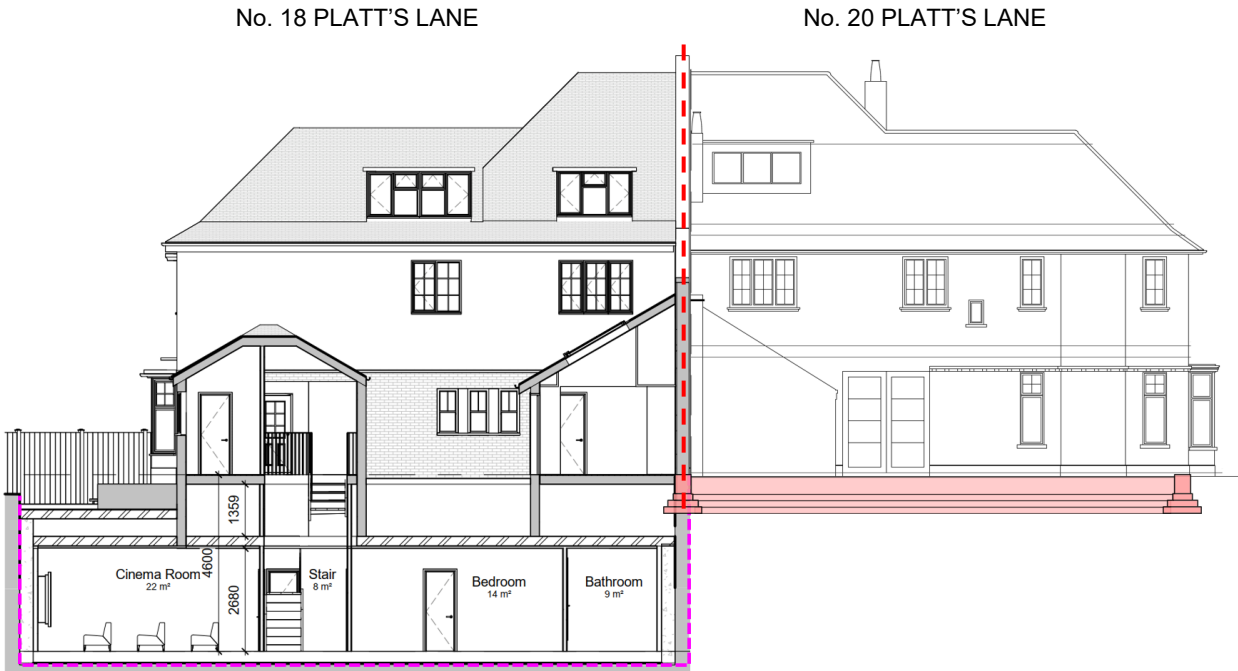 No. 18 PLATT'S LANE
No. 20 PLATT'S LANE
1359
4600
2680
Cinema Room
22 m²
Stair
8 m²
Bedroom
14 m²
Bathroom
9 m²